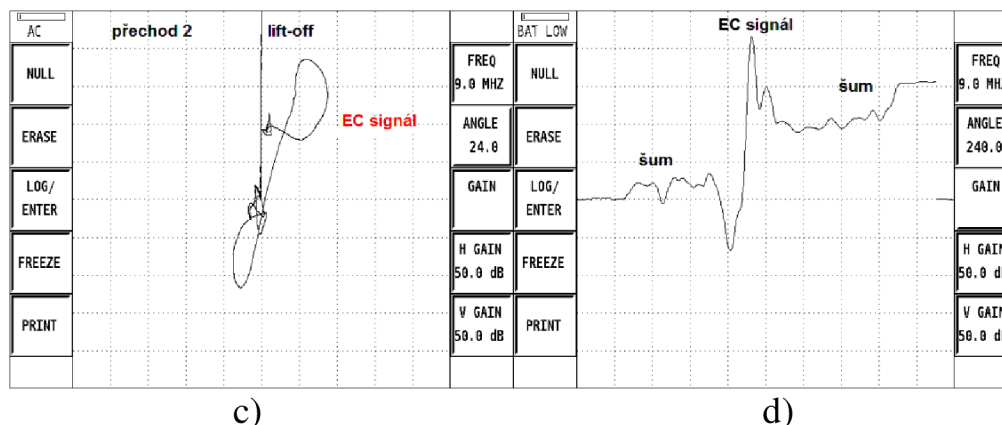 AC
NULL
ERASE
LOG/
ENTER
FREEZE
PRINT
přechod 2
lift-off
EC signál
FREQ
9.0 MHZ
ANGLE
24.0
GAIN
H GAIN
50.0 dB
V GAIN
50.0 dB
c)
BAT LOW
NULL
ERASE
LOG/
ENTER
FREEZE
PRINT
EC signál
šum
šum
FREQ
9.0 MHZ
ANGLE
240.0
GAIN
H GAIN
50.0 dB
V GAIN
50.0 dB
d)